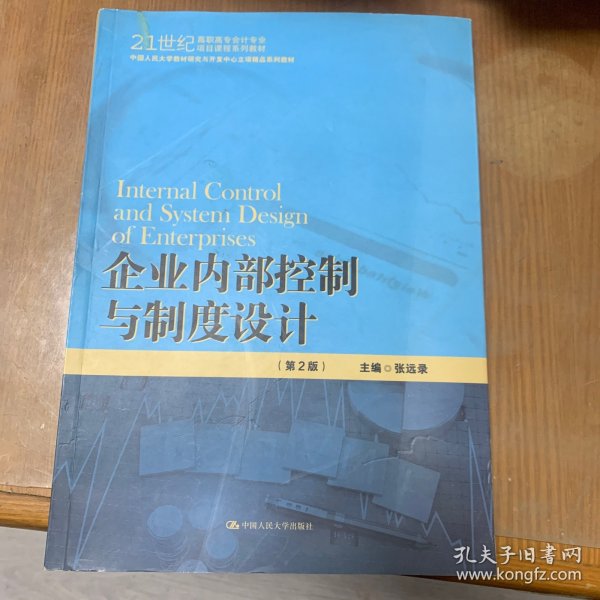 21世纪 高职高专会计专业
项目课程系列教材
中国人民大学教材研究与开发中心立项精品系列教材
Internal Control
and System Design
of Enterprises
企业内部控制
与制度设计
(第2版) 主编 ◎ 张远录
中国人民大学出版社
孔夫子旧书网
www.kongfz.com